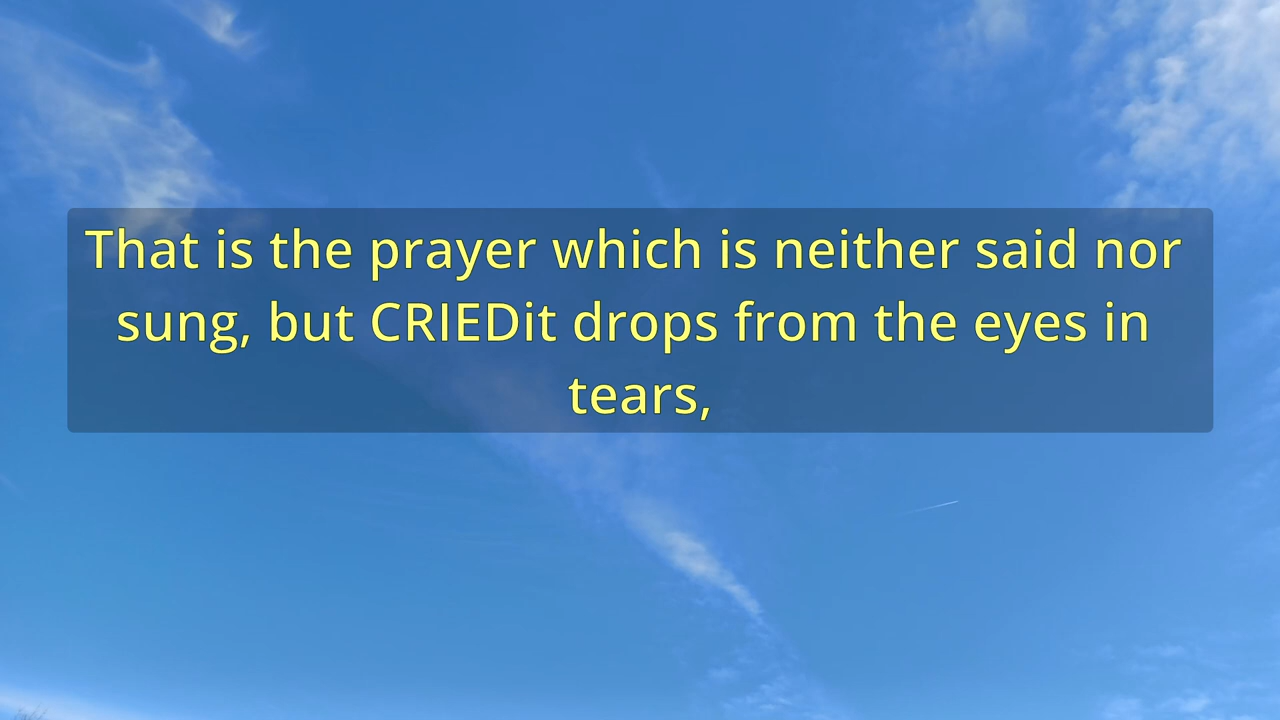 That is the prayer which is neither said nor
sung, but CRIEDit drops from the eyes in
tears,